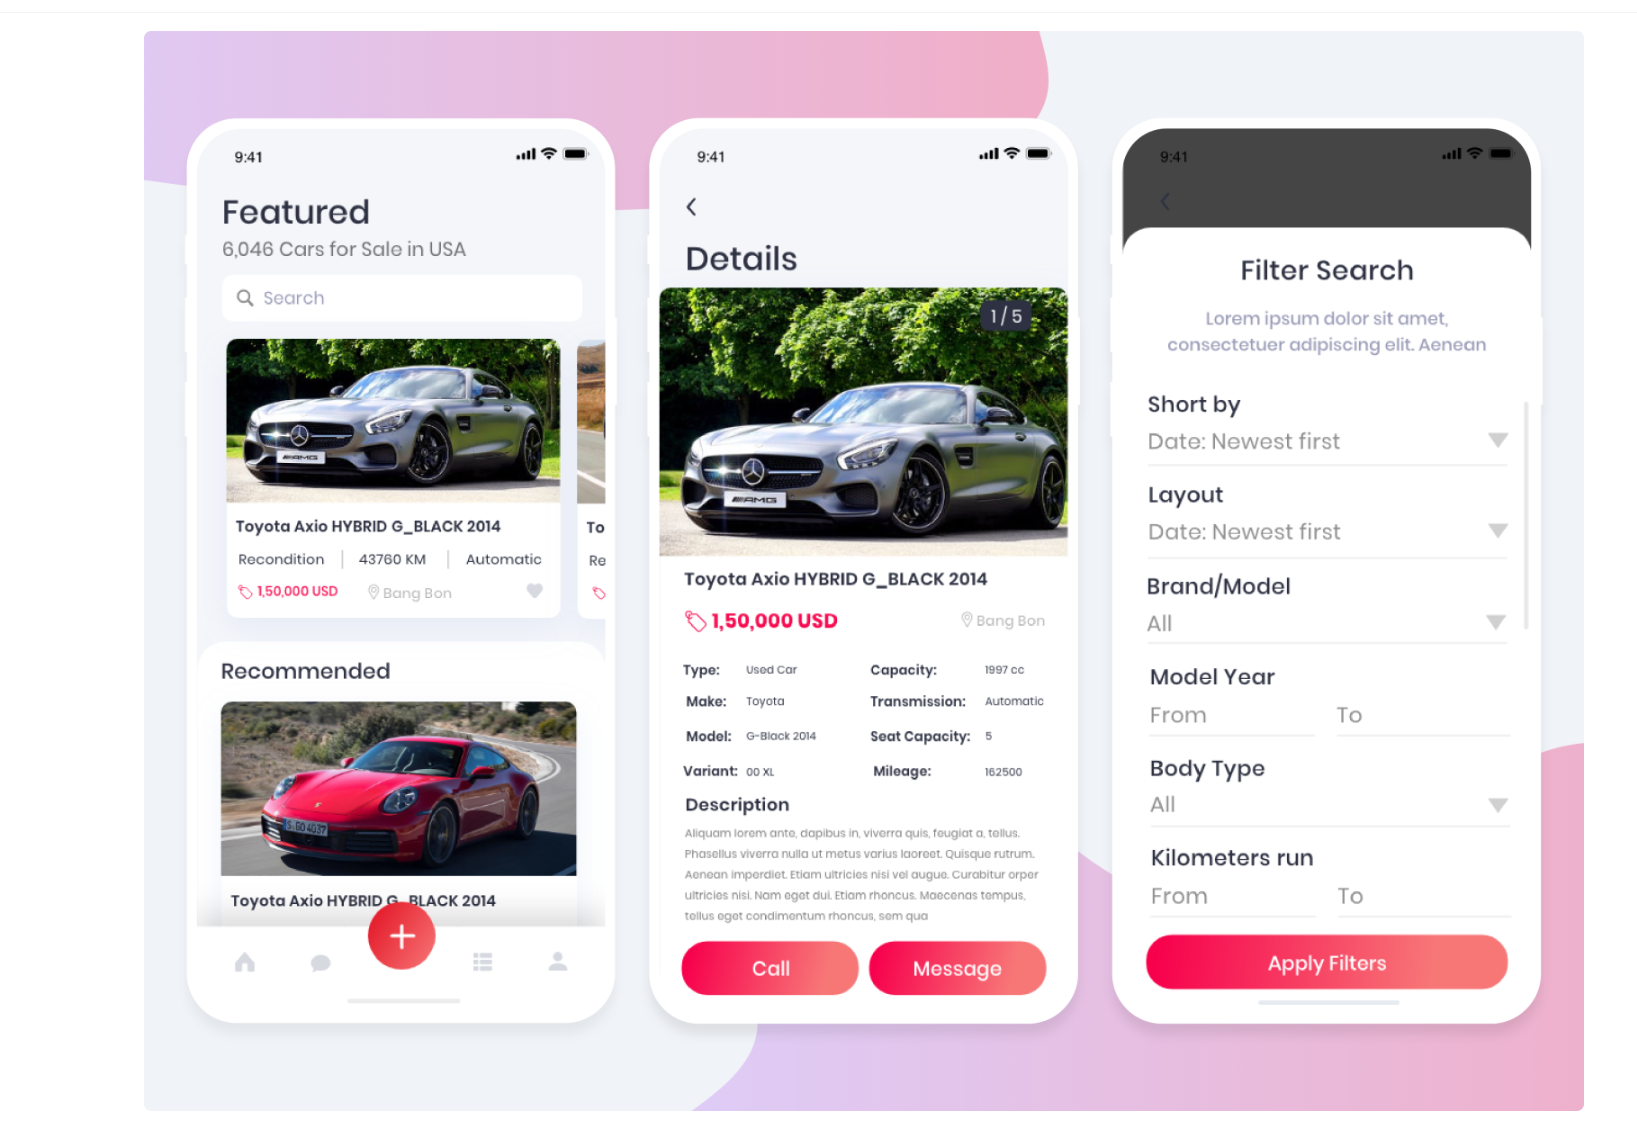 9:41
Featured
6,046 Cars for Sale in USA
Search
AMG
Toyota Axio HYBRID G_BLACK 2014
Recondition 43760 KM Automatic
1,50,000 USD Bang Bon
To
Re
Recommended
S·GO 4037
Toyota Axio HYBRID G_BLACK 2014
9:41
Details
1/5
AMG
Toyota Axio HYBRID G_BLACK 2014
1,50,000 USD Bang Bon
Type: Used Car Capacity: 1997 cc
Make: Toyota Transmission: Automatic
Model: G-Black 2014 Seat Capacity: 5
Variant: 00 XL Mileage: 162500
Description
Aliquam lorem ante, dapibus in, viverra quis, feugiat a, tellus.
Phasellus viverra nulla ut metus varius laoreet. Quisque rutrum.
Aenean imperdiet. Etiam ultricies nisi vel augue. Curabitur orper
ultricies nisi. Nam eget dui. Etiam rhoncus. Maecenas tempus,
tellus eget condimentum rhoncus, sem qua
Call Message
9:41
Filter Search
Lorem ipsum dolor sit amet,
consectetuer adipiscing elit. Aenean
Short by
Date: Newest first
Layout
Date: Newest first
Brand/Model
All
Model Year
From To
Body Type
All
Kilometers run
From To
Apply Filters